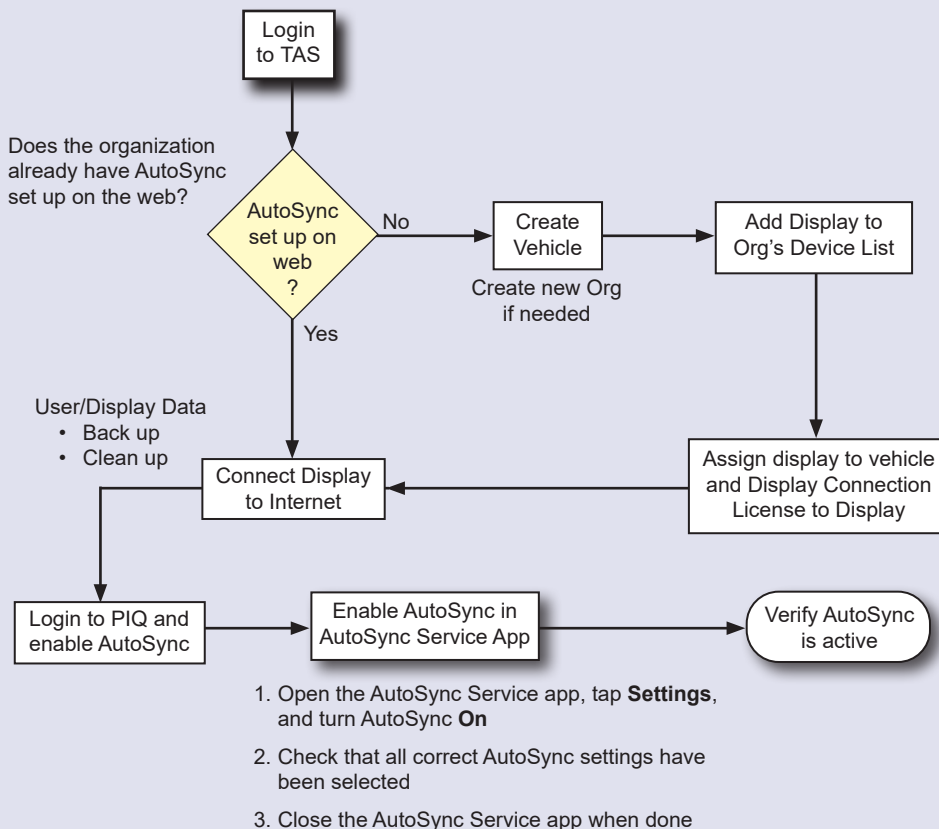 Login
to TAS
Does the organization
already have AutoSync
set up on the web?
AutoSync
set up on
web
?
No
Create
Vehicle
Create new Org
if needed
Add Display to
Org’s Device List
Yes
User/Display Data
• Back up
• Clean up
Connect Display
to Internet
Assign display to vehicle
and Display Connection
License to Display
Login to PIQ and
enable AutoSync
Enable AutoSync in
AutoSync Service App
Verify AutoSync
is active
1. Open the AutoSync Service app, tap Settings,
and turn AutoSync On
2. Check that all correct AutoSync settings have
been selected
3. Close the AutoSync Service app when done